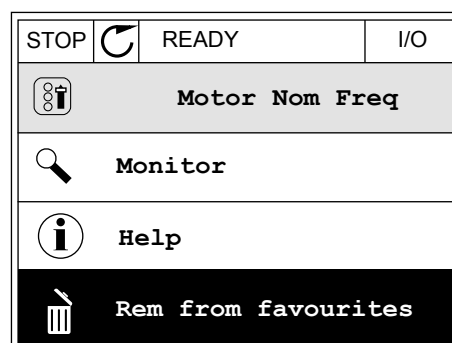 STOP READY I/O
Motor Nom Freq
Monitor
Help
Rem from favourites